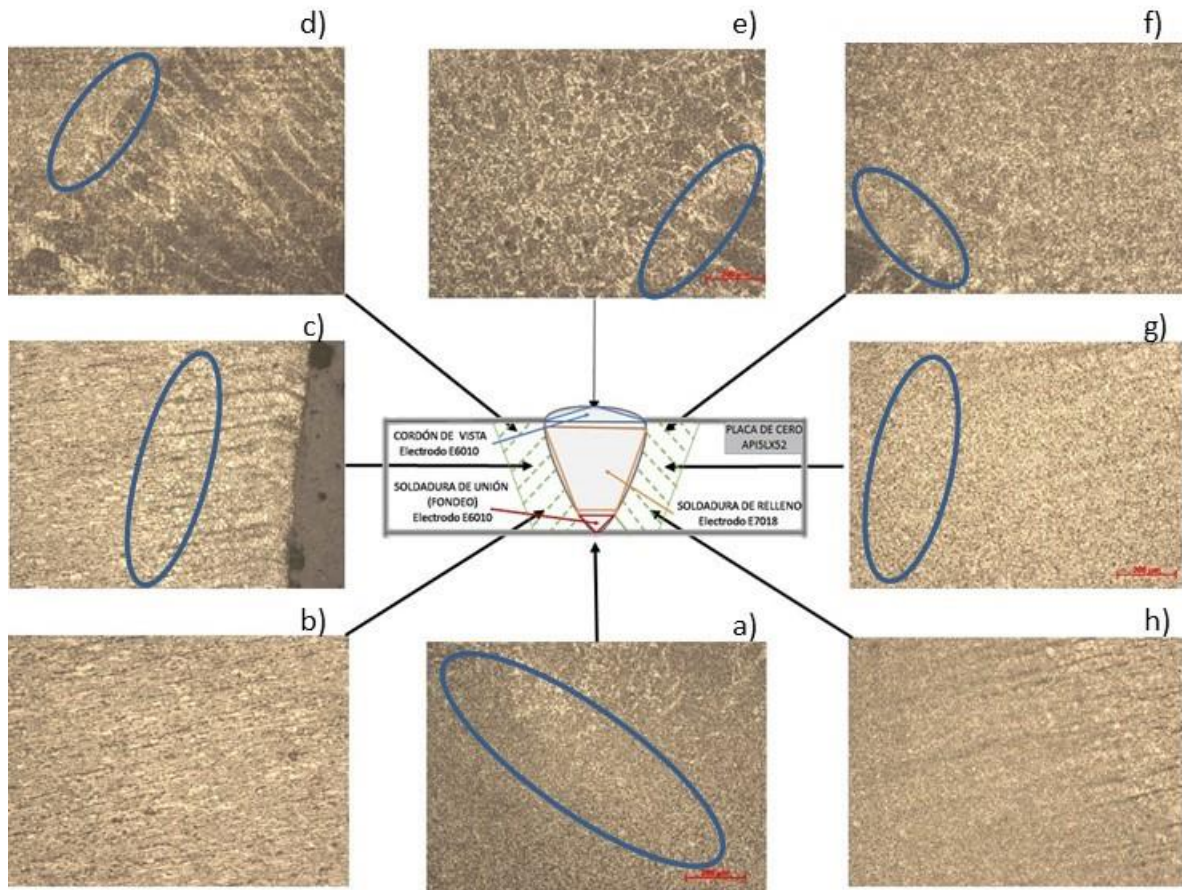 d)
e)
f)
c)
g)
CORDÓN DE VISTA
Electrodo E6010
PLACA DE CERO
API5LX52
SOLDADURA DE UNIÓN
(FONDEO)
Electrodo E6010
SOLDADURA DE RELLENO
Electrodo E7018
b)
a)
h)